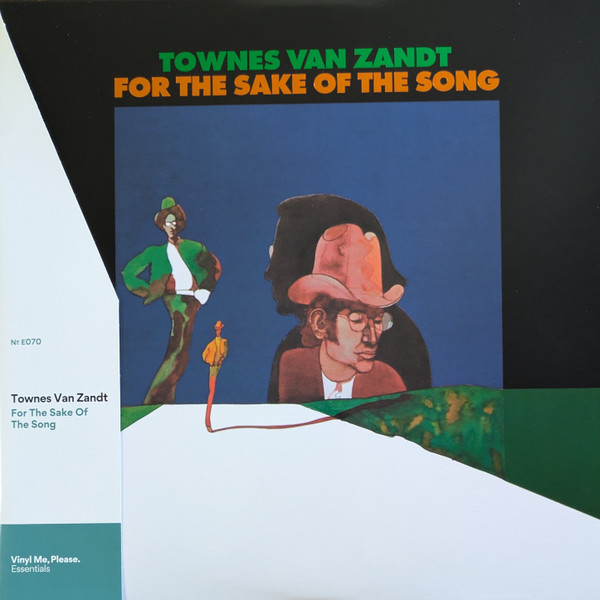 TOWNES VAN ZANDT
FOR THE SAKE OF THE SONG
Nº E070
Townes Van Zandt
For The Sake Of
The Song
Vinyl Me, Please.
Essentials